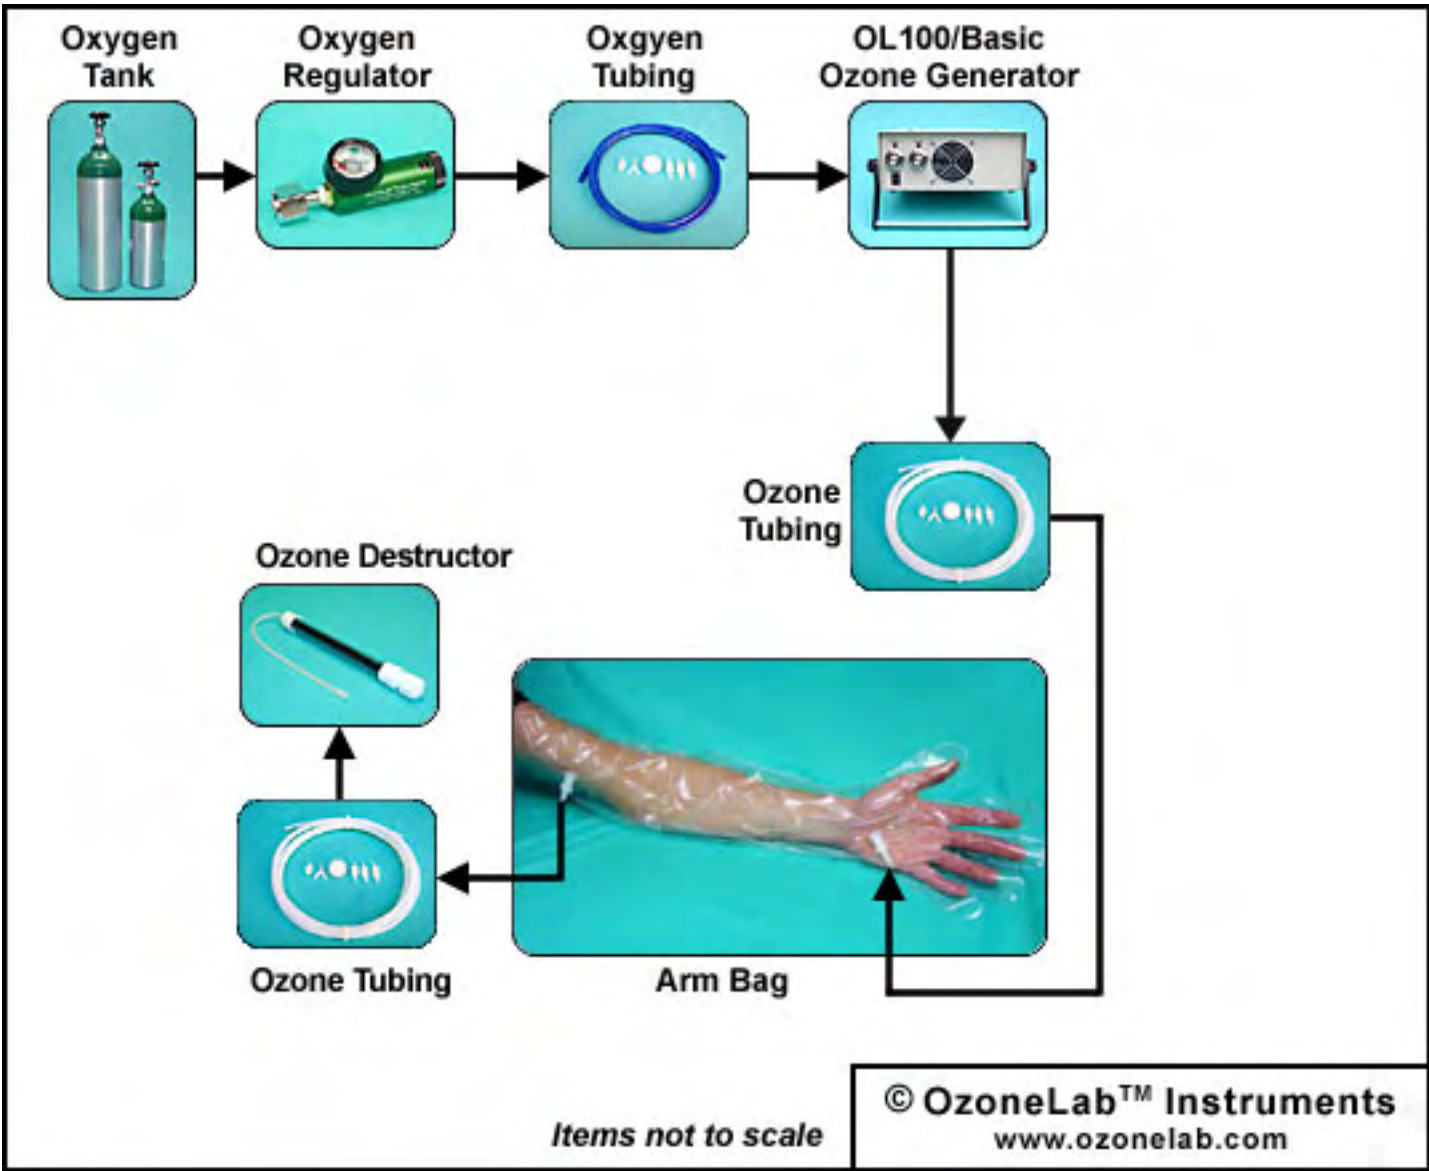 Oxygen
Tank
Oxygen
Regulator
Oxgyen
Tubing
OL100/Basic
Ozone Generator
Ozone
Tubing
Ozone Destructor
Ozone Tubing
Arm Bag
Items not to scale
© OzoneLab™ Instruments
www.ozonelab.com